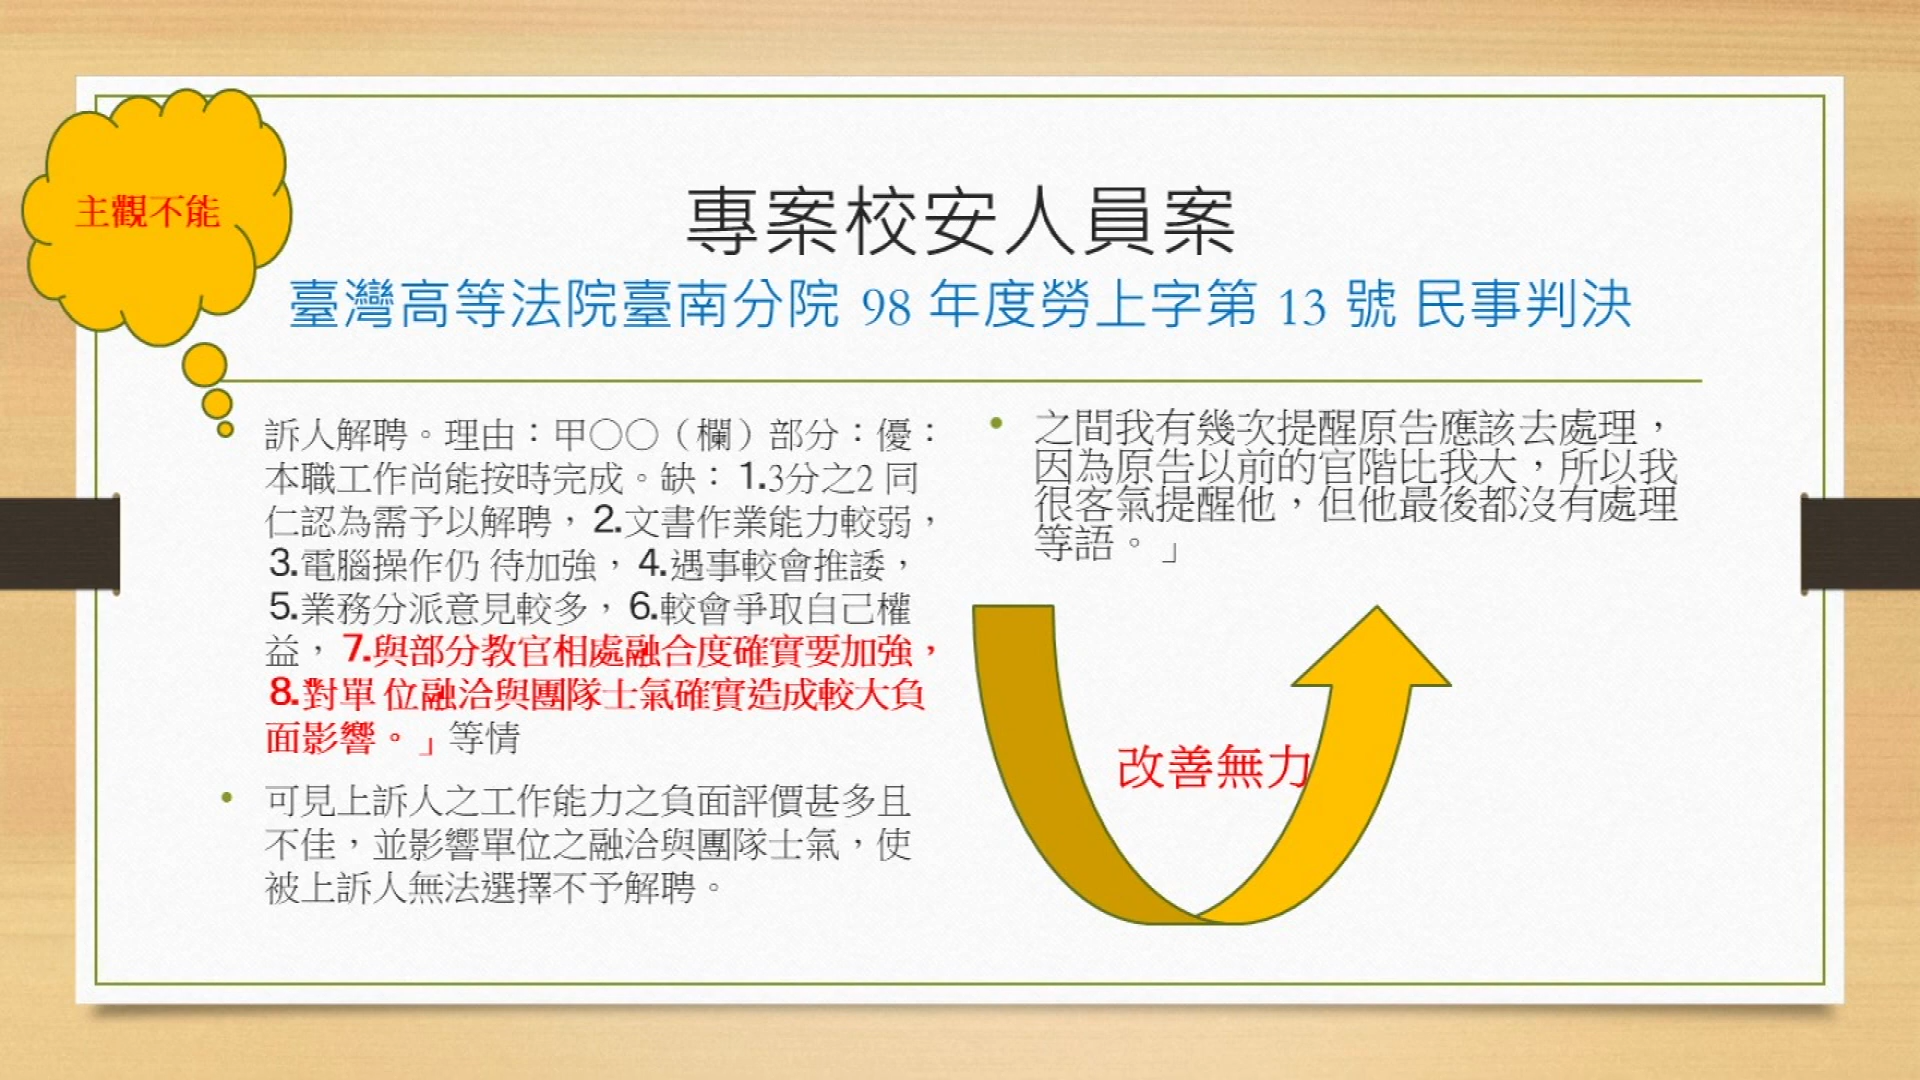 主觀不能
專案校安人員案
臺灣高等法院臺南分院 98 年度勞上字第 13 號 民事判決
訴人解聘。理由：甲〇〇（欄）部分：優：
本職工作尚能按時完成。缺：1.3分之2 同
仁認為需予以解聘，2.文書作業能力較弱，
3.電腦操作仍 待加強，4.遇事較會推諉，
5.業務分派意見較多，6.較會爭取自己權
益，7.與部分教官相處融合度確實要加強，
8.對單 位融洽與團隊士氣確實造成較大負
面影響。」等情
• 可見上訴人之工作能力之負面評價甚多且
不佳，並影響單位之融洽與團隊士氣，使
被上訴人無法選擇不予解聘。
• 之間我有幾次提醒原告應該去處理，
因為原告以前的官階比我大，所以我
很客氣提醒他，但他最後都沒有處理
等語。」
改善無力